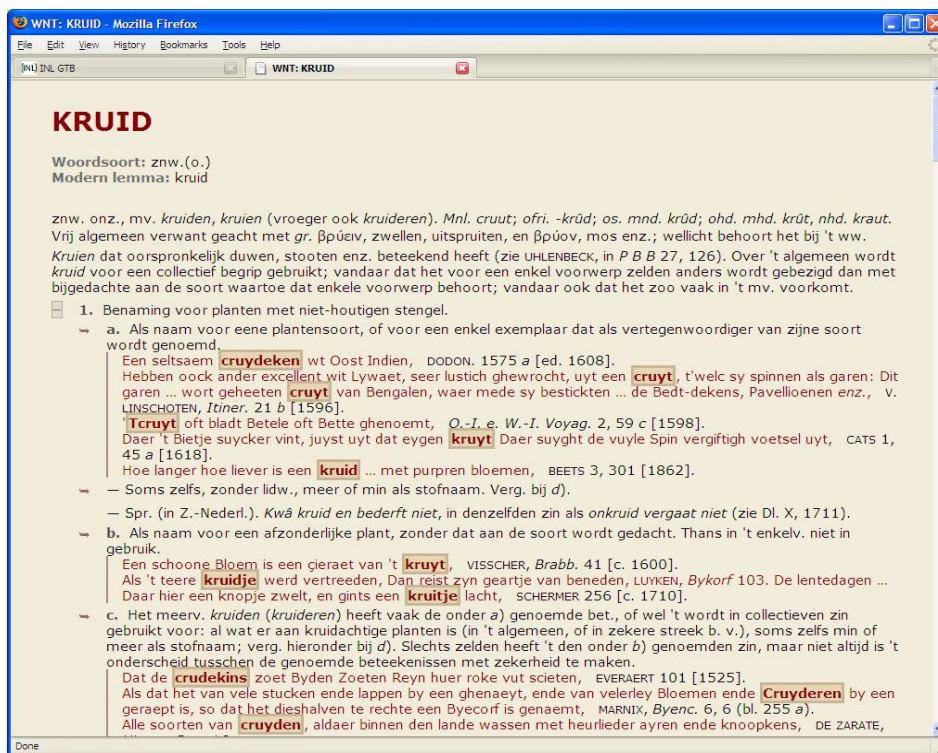 WNT: KRUID - Mozilla Firefox
File Edit View History Bookmarks Tools Help
[INL] INL GTB WNT: KRUID
KRUID
Woordsoort: znw.(o.)
Modern lemma: kruid
znw. onz., mv. kruiden, kruien (vroeger ook kruideren). Mnl. cruut; ofri. -krûd; os. mnd. krûd; ohd. mhd. krût, nhd. kraut.
Vrij algemeen verwant geacht met gr. βρύειν, zwellen, uitspruiten, en βρύον, mos enz.; wellicht behoort het bij 't ww.
Kruien dat oorspronkelijk duwen, stooten enz. beteekend heeft (zie UHLENBECK, in P B B 27, 126). Over 't algemeen wordt
kruid voor een collectief begrip gebruikt; vandaar dat het voor een enkel voorwerp zelden anders wordt gebezigd dan met
bijgedachte aan de soort waartoe dat enkele voorwerp behoort; vandaar ook dat het zoo vaak in 't mv. voorkomt.
1. Benaming voor planten met niet-houtigen stengel.
a. Als naam voor eene plantensoort, of voor een enkel exemplaar dat als vertegenwoordiger van zijne soort
wordt genoemd.
Een seltsaem cruydeken wt Oost Indien, DODON. 1575 a [ed. 1608].
Hebben oock ander excellent wit Lywaet, seer lustich ghewrocht, uyt een cruyt, t'welc sy spinnen als garen: Dit
garen ... wort geheeten cruyt van Bengalen, waer mede sy bestickten ... de Bedt-dekens, Pavellioenen enz., V.
LINSCHOTEN, Itiner. 21 b [1596].
'Tcruyt oft bladt Betele oft Bette ghenoemt, O.-I. e. W.-I. Voyag. 2, 59 c [1598].
Daer 't Bietje suycker vint, juyst uyt dat eygen kruyt Daer suyght de vuyle Spin vergiftigh voetsel uyt, CATS 1,
45 a [1618].
Hoe langer hoe liever is een kruid ... met purpren bloemen, BEETS 3, 301 [1862].
— Soms zelfs, zonder lidw., meer of min als stofnaam. Verg. bij d).
— Spr. (in Z.-Nederl.). Kwâ kruid en bederft niet, in denzelfden zin als onkruid vergaat niet (zie Dl. X, 1711).
b. Als naam voor een afzonderlijke plant, zonder dat aan de soort wordt gedacht. Thans in 't enkelv. niet in
gebruik.
Een schoone Bloem is een çieraet van 't kruyt, VISSCHER, Brabb. 41 [c. 1600].
Als 't teere kruidje werd vertreeden, Dan reist zyn geartje van beneden, LUYKEN, Bykorf 103. De lentedagen ...
Daar hier een knopje zwelt, en gints een kruitje lacht, SCHERMER 256 [c. 1710].
c. Het meerv. kruiden (kruideren) heeft vaak de onder a) genoemde bet., of wel 't wordt in collectieven zin
gebruikt voor: al wat er aan kruidachtige planten is (in 't algemeen, of in zekere streek b. v.), soms zelfs min of
meer als stofnaam; verg. hieronder bij d). Slechts zelden heeft 't den onder b) genoemden zin, maar niet altijd is 't
onderscheid tusschen de genoemde beteekenissen met zekerheid te maken.
Dat de crudekins zoet Byden Zoeten Reyn huer roke vut scieten, EVERAERT 101 [1525].
Als dat het van vele stucken ende lappen by een ghenaeyt, ende van velerley Bloemen ende Cruyderen by een
geraept is, so dat het dieshalven te rechte een Byecorf is genaemt, MARNIX, Byenc. 6, 6 (bl. 255 a).
Alle soorten van cruyden, aldaer binnen den lande wassen met heurlieder ayren ende knoopkens, DE ZARATE,
Done